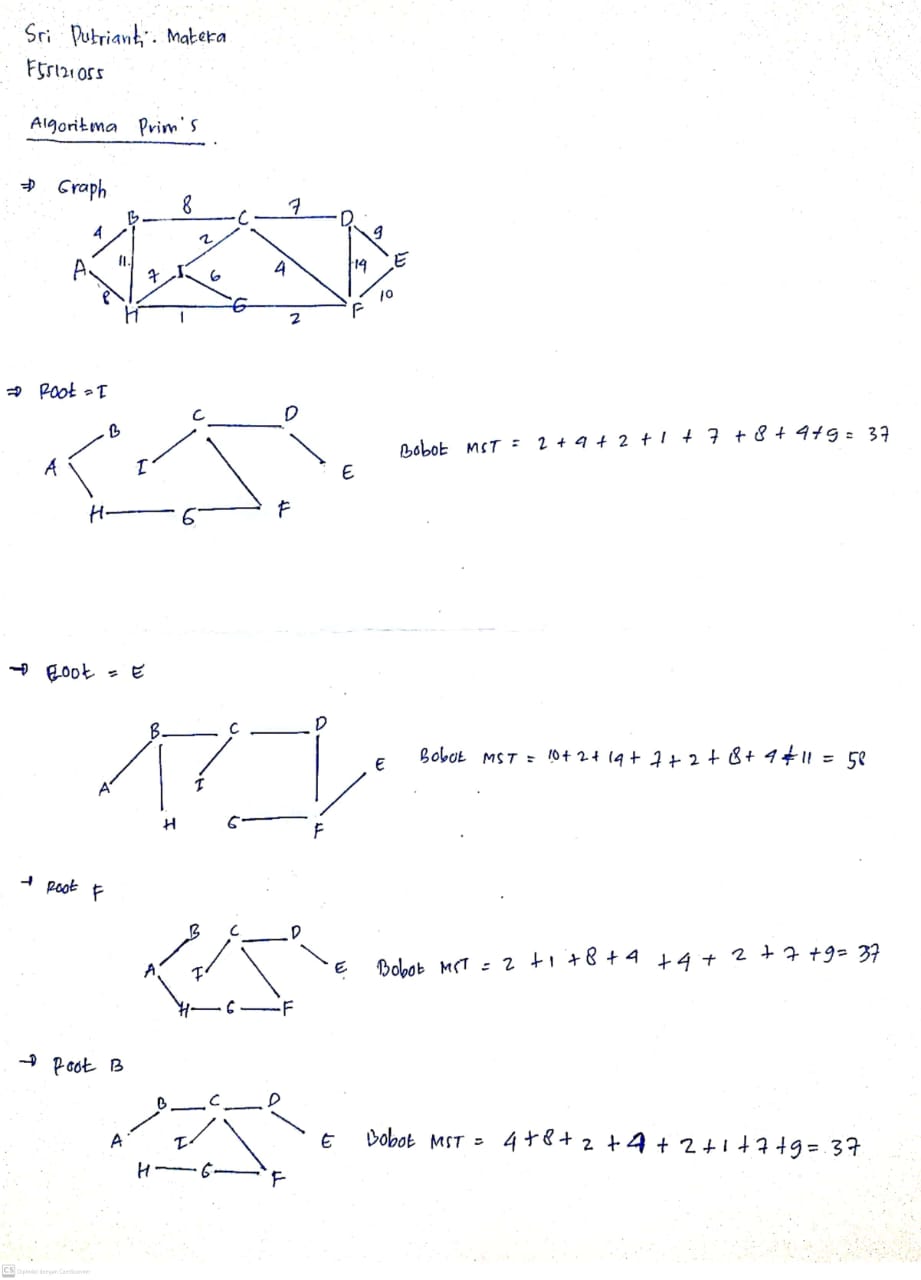 Sri Putrianti. Mateka
F55121055
Algoritma Prim's
⇒ Graph
8 7
B C D
4 2 9
A 11 7 I 6 4 19 E
8 10
H 1 G 2 F
⇒ Root = I
C D
B
A I E
H G F
Bobot MST = 2 + 4 + 2 + 1 + 7 + 8 + 4 + 9 = 37
→ Root = E
B C D
E
A I
H G F
Bobot MST = 10 + 2 + 19 + 7 + 2 + 8 + 4 + 11 = 58
→ Root F
B C D
A I E
H G F
Bobot MST = 2 + 1 + 8 + 4 + 4 + 2 + 7 + 9 = 37
→ Root B
B C D
A I E
H G F
Bobot MST = 4 + 8 + 2 + 4 + 2 + 1 + 7 + 9 = 37
CS Dipindai dengan CamScanner